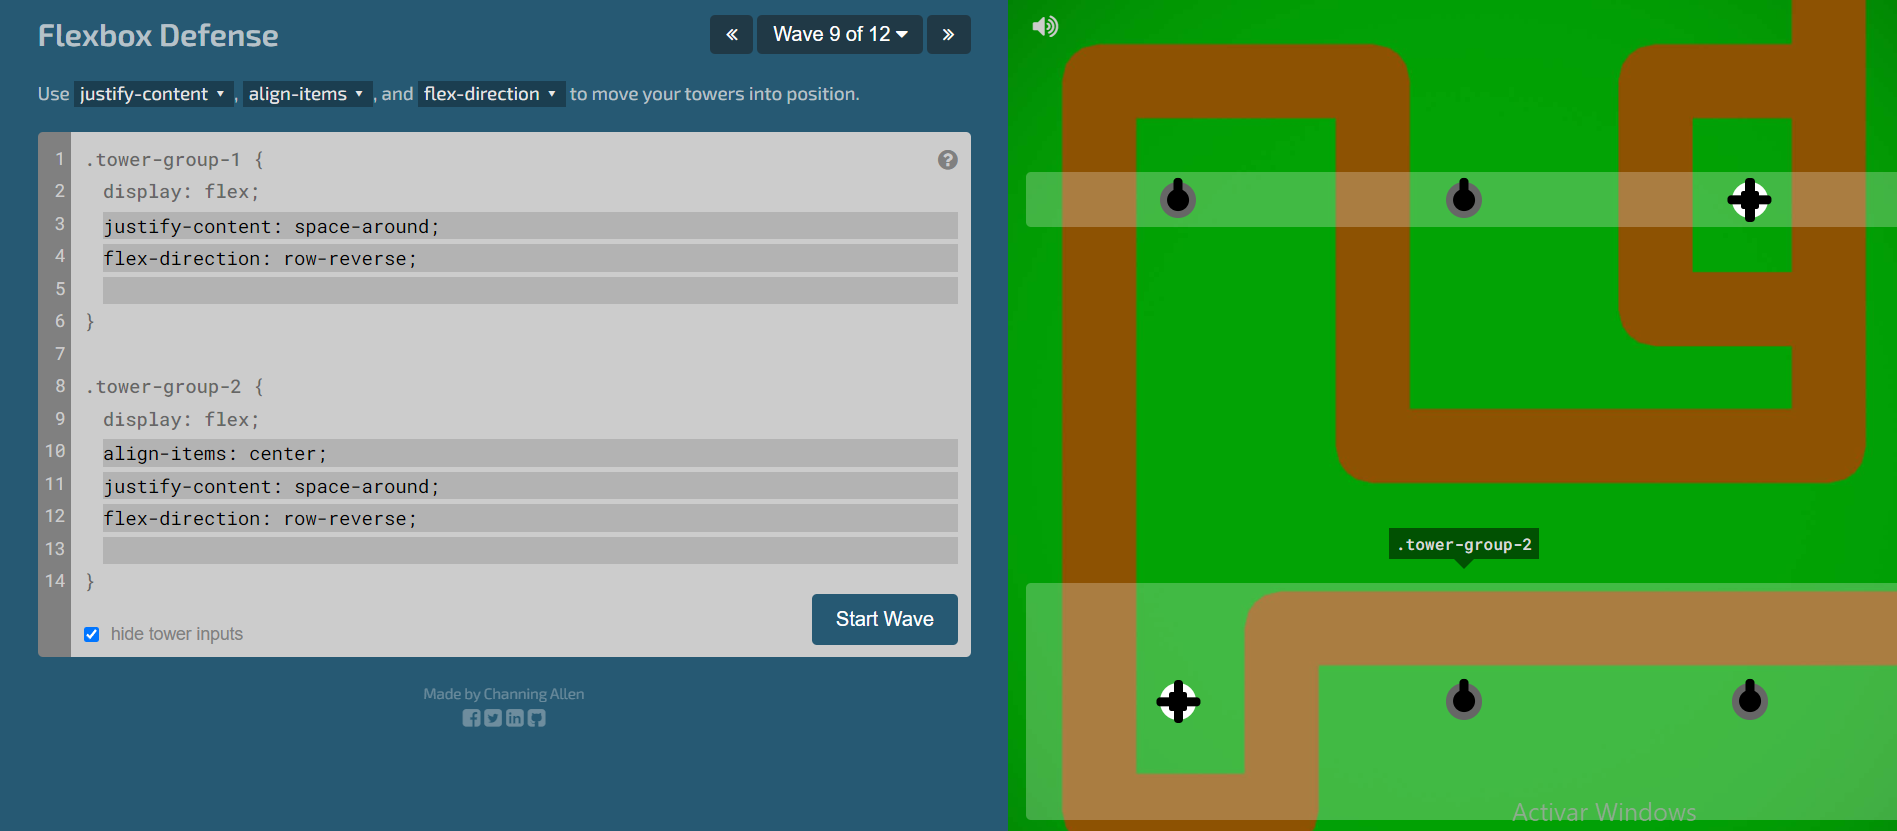 Flexbox Defense
« Wave 9 of 12 »
Use justify-content ▼ , align-items ▼ , and flex-direction ▼ to move your towers into position.
1 .tower-group-1 {
2 display: flex;
3 justify-content: space-around;
4 flex-direction: row-reverse;
5
6 }
7
8 .tower-group-2 {
9 display: flex;
10 align-items: center;
11 justify-content: space-around;
12 flex-direction: row-reverse;
13
14 }
hide tower inputs
Start Wave
Made by Channing Allen
.tower-group-2
Activar Windows